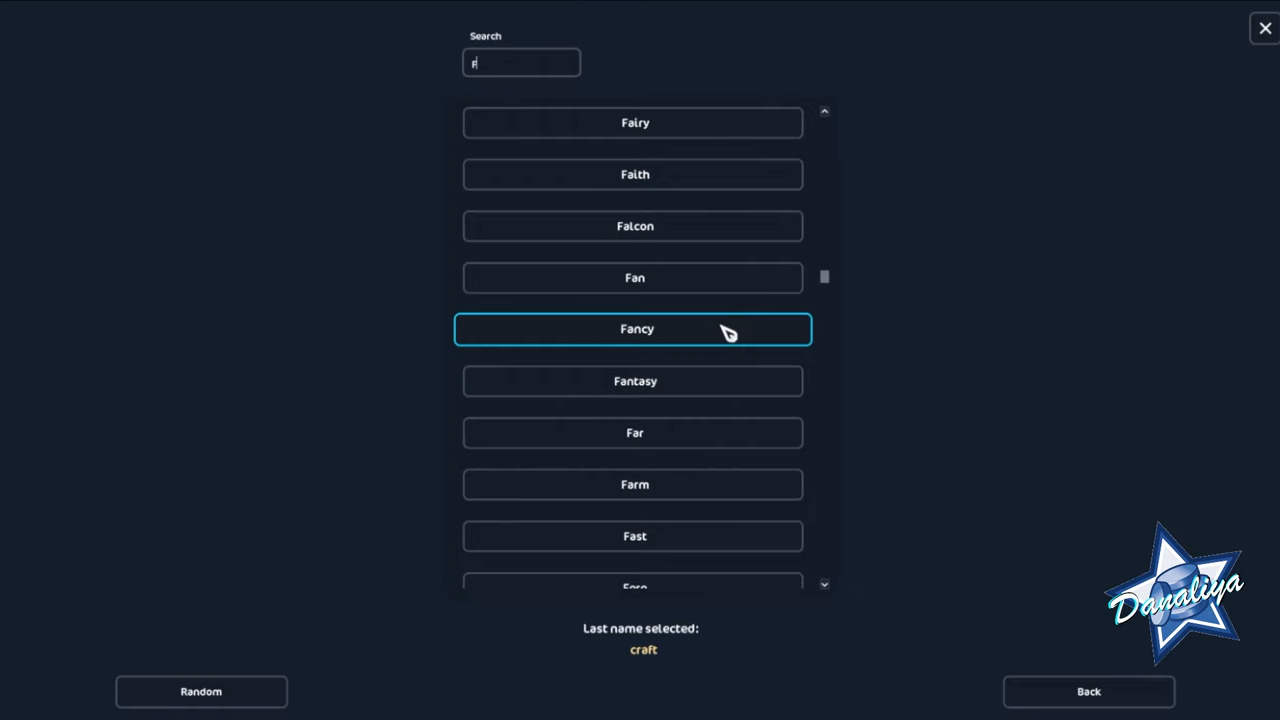 Search
F
Fairy
Faith
Falcon
Fan
Fancy
Fantasy
Far
Farm
Fast
Last name selected:
craft
Random
Back
Danaliya